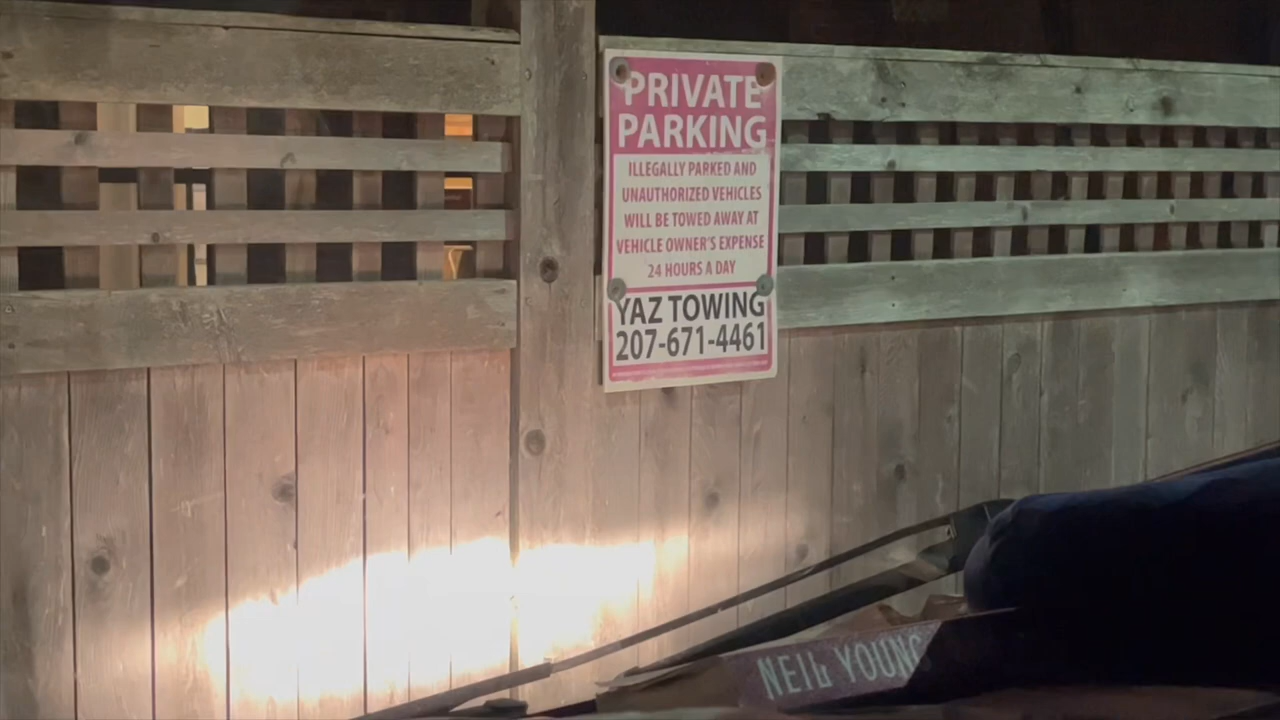 PRIVATE
PARKING
ILLEGALLY PARKED AND
UNAUTHORIZED VEHICLES
WILL BE TOWED AWAY AT
VEHICLE OWNER'S EXPENSE
24 HOURS A DAY
YAZ TOWING
207-671-4461
NEIL YOUNG